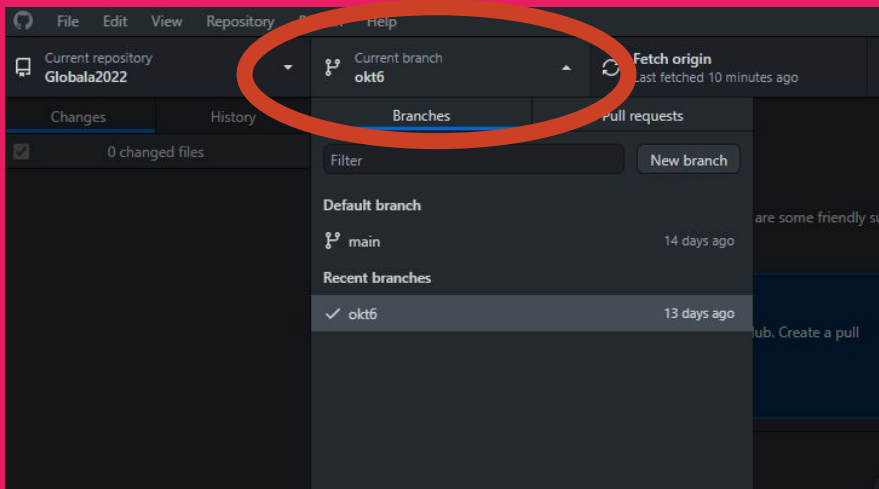 File Edit View Repository Help
Current repository
Globala2022
Current branch
okt6
Fetch origin
Last fetched 10 minutes ago
Changes History
0 changed files
Branches Pull requests
Filter
New branch
Default branch
main 14 days ago
Recent branches
okt6 13 days ago
are some friendly su
ub. Create a pull